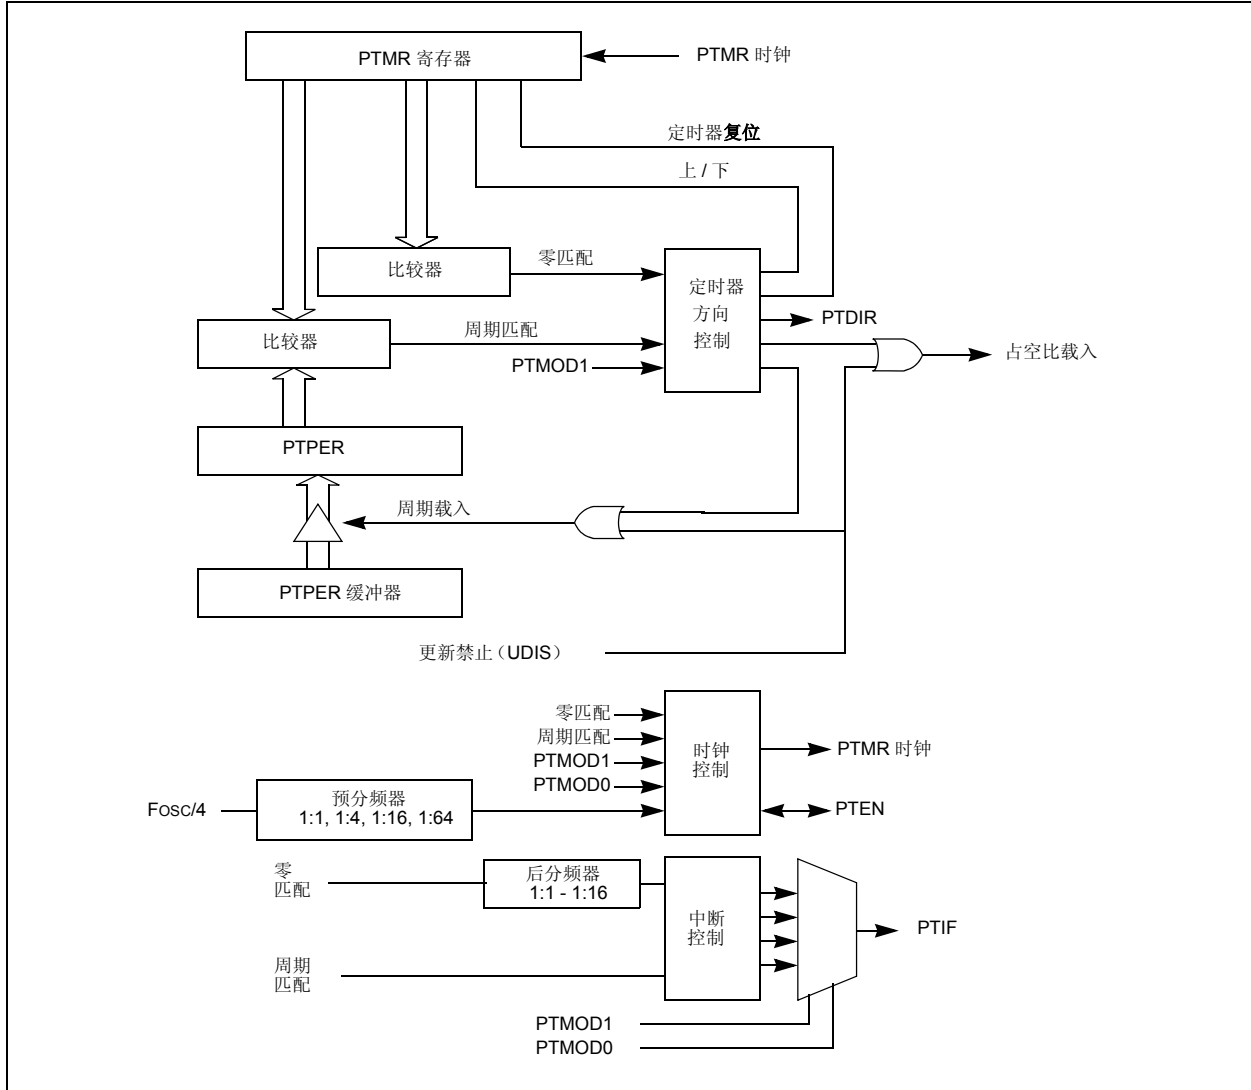 PTMR 寄存器
PTMR 时钟
定时器复位
上 / 下
比较器
零匹配
定时器
方向
控制
PTDIR
比较器
周期匹配
PTMOD1
占空比载入
PTPER
周期载入
PTPER 缓冲器
更新禁止（UDIS）
零匹配
周期匹配
PTMOD1
PTMOD0
时钟
控制
PTMR 时钟
PTEN
FOSC/4
预分频器
1:1, 1:4, 1:16, 1:64
零
匹配
后分频器
1:1 - 1:16
中断
控制
PTIF
周期
匹配
PTMOD1
PTMOD0